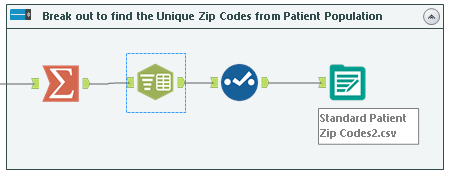 Break out to find the Unique Zip Codes from Patient Population
Standard Patient
Zip Codes2.csv